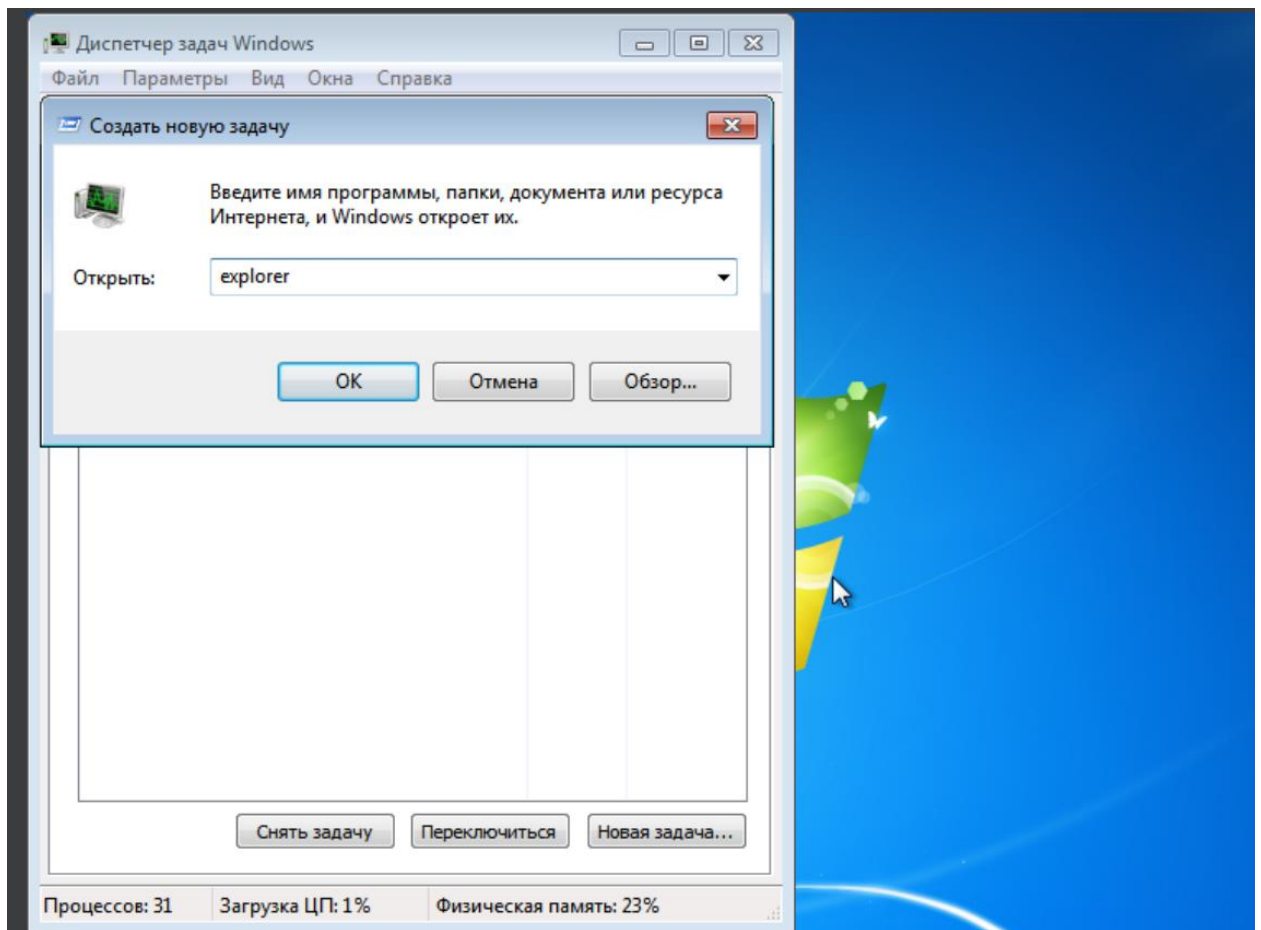 Диспетчер задач Windows
Файл Параметры Вид Окна Справка
Создать новую задачу
Введите имя программы, папки, документа или ресурса
Интернета, и Windows откроет их.
Открыть: explorer
ОК Отмена Обзор...
Снять задачу Переключиться Новая задача...
Процессов: 31 Загрузка ЦП: 1% Физическая память: 23%